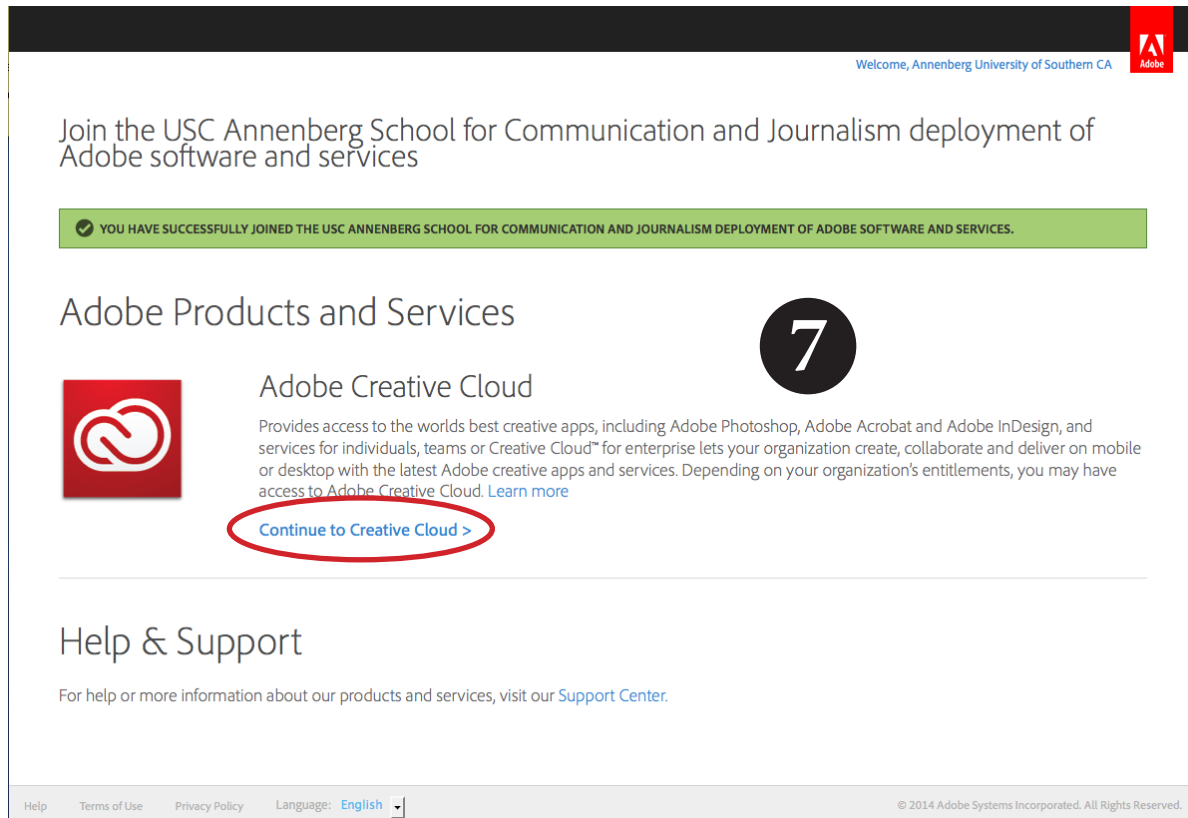 Adobe
Welcome, Annenberg University of Southern CA
Join the USC Annenberg School for Communication and Journalism deployment of
Adobe software and services
YOU HAVE SUCCESSFULLY JOINED THE USC ANNENBERG SCHOOL FOR COMMUNICATION AND JOURNALISM DEPLOYMENT OF ADOBE SOFTWARE AND SERVICES.
Adobe Products and Services
7
Adobe Creative Cloud
Provides access to the worlds best creative apps, including Adobe Photoshop, Adobe Acrobat and Adobe InDesign, and
services for individuals, teams or Creative Cloud™ for enterprise lets your organization create, collaborate and deliver on mobile
or desktop with the latest Adobe creative apps and services. Depending on your organization's entitlements, you may have
access to Adobe Creative Cloud. Learn more
Continue to Creative Cloud >
Help & Support
For help or more information about our products and services, visit our Support Center.
Help Terms of Use Privacy Policy Language: English © 2014 Adobe Systems Incorporated. All Rights Reserved.